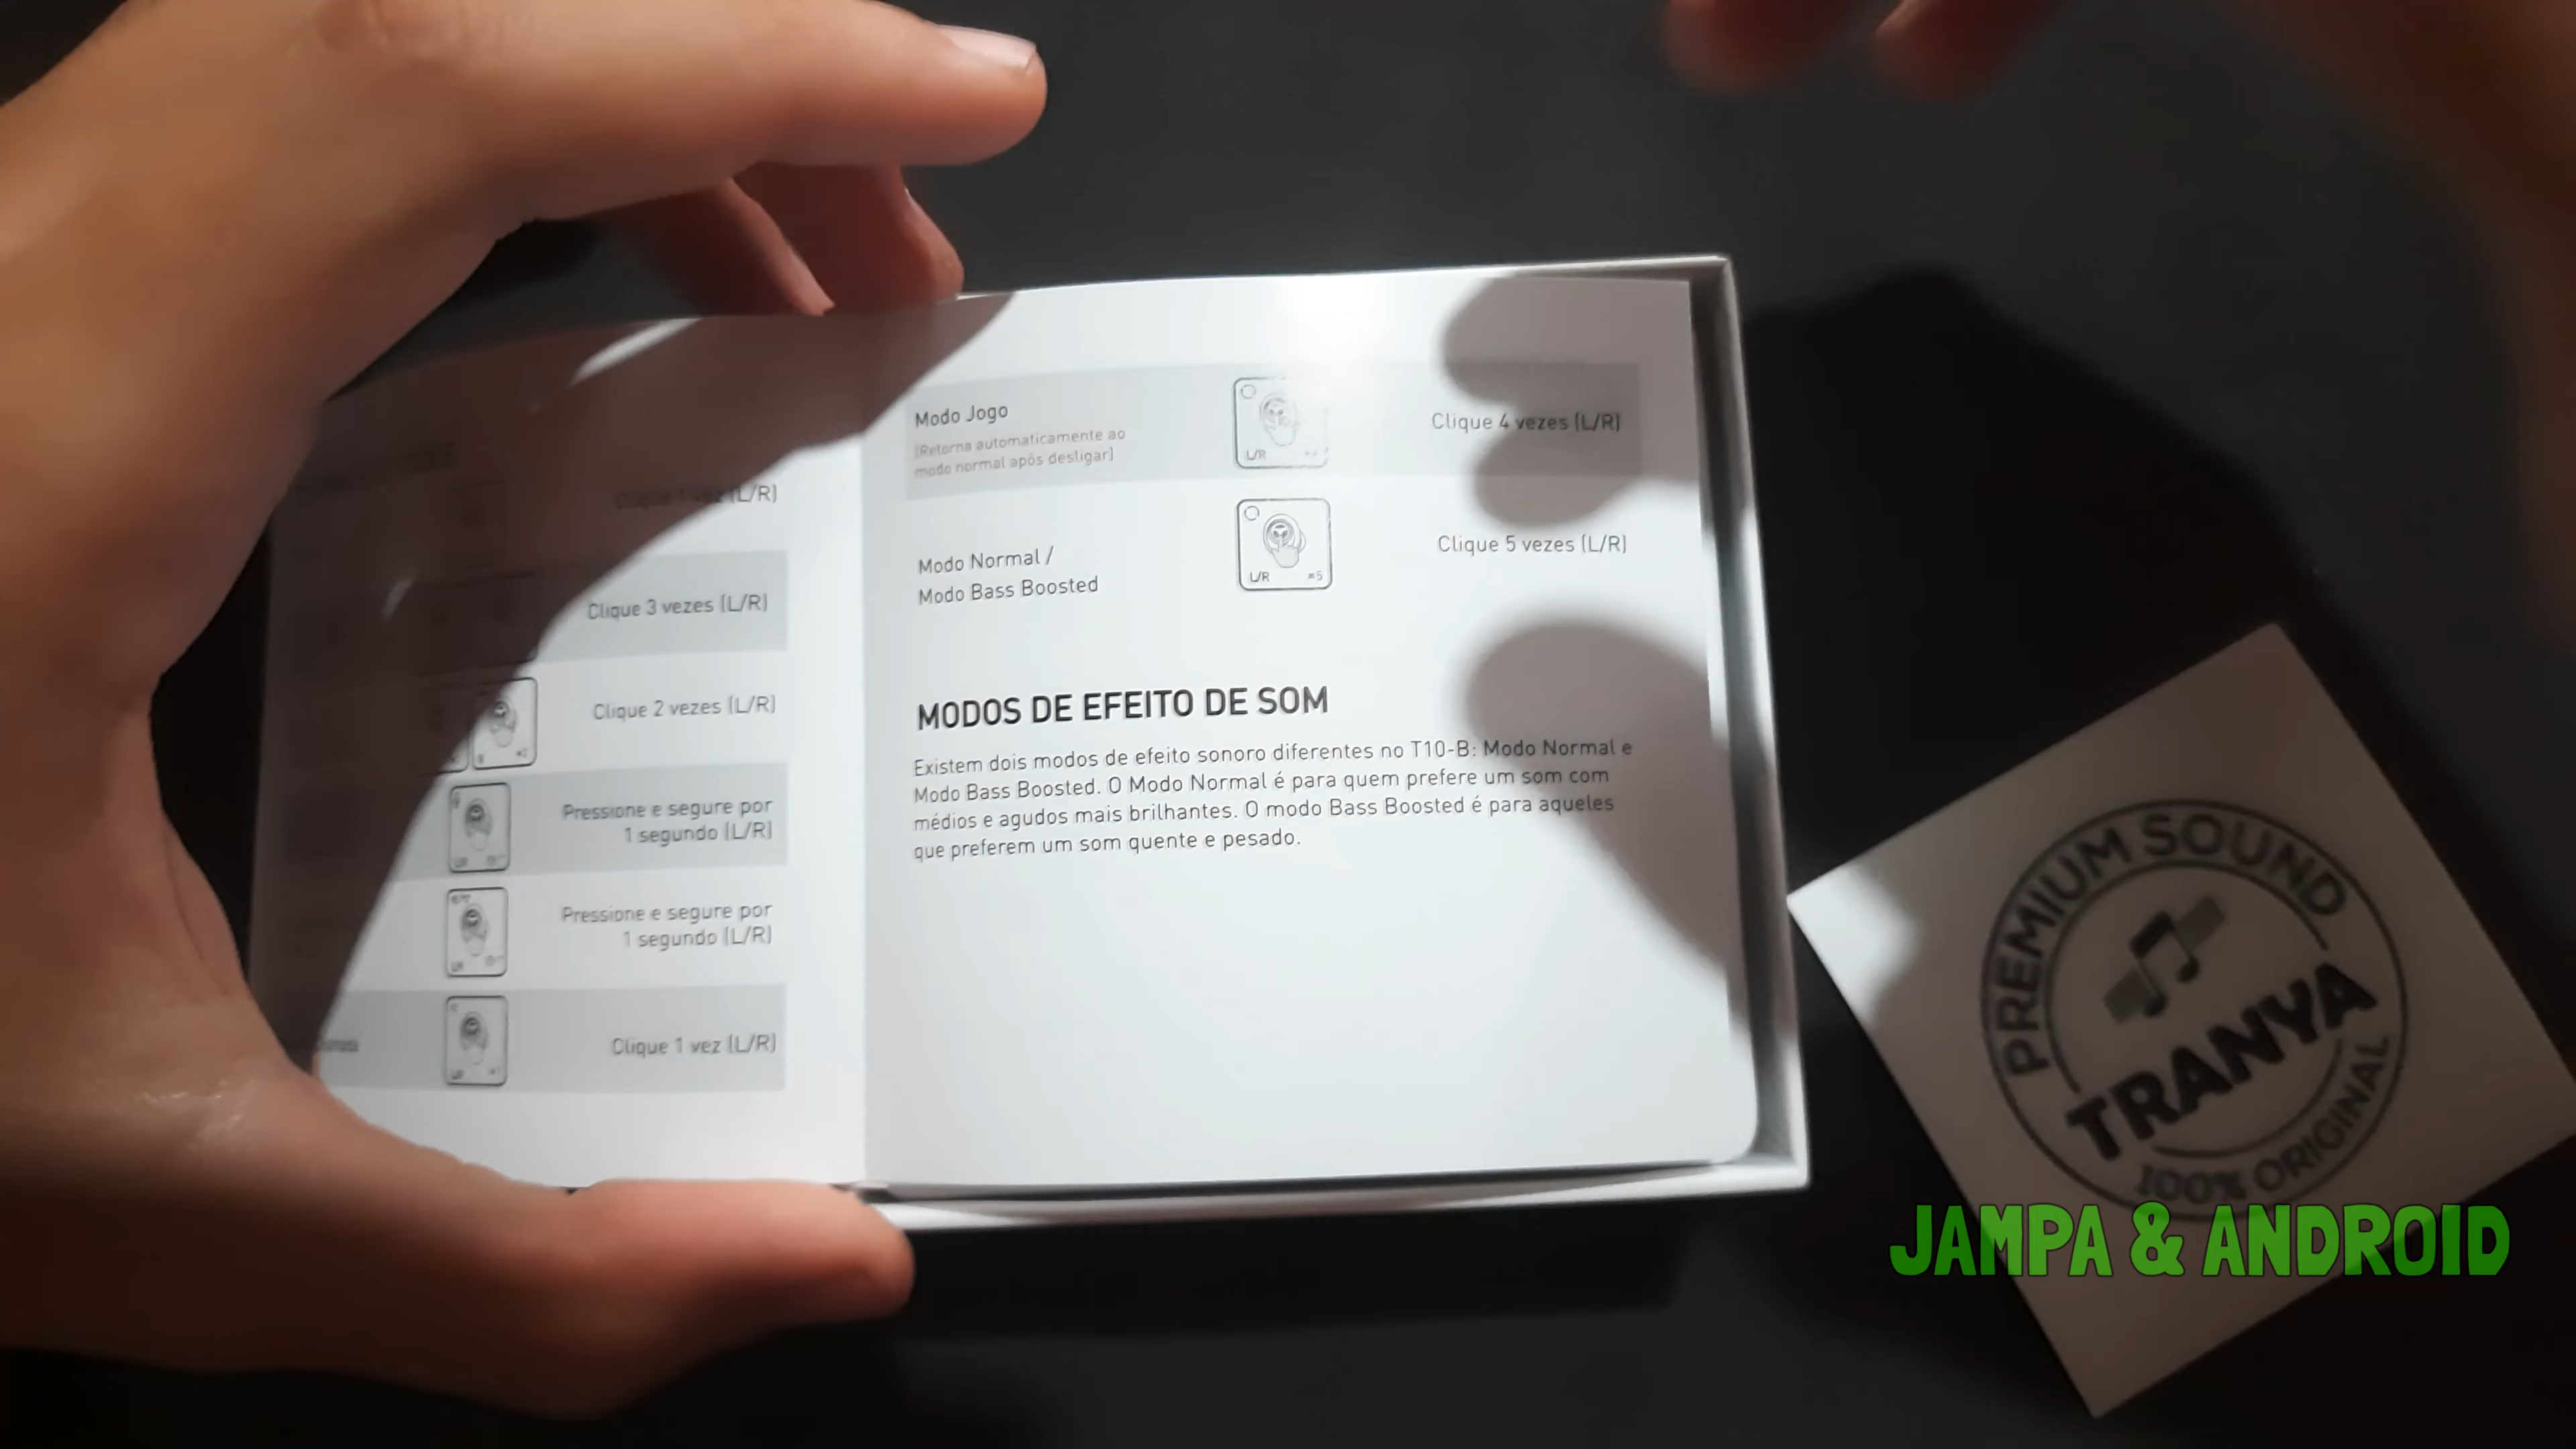 Clique 1 vez (L/R)
Clique 3 vezes (L/R)
Clique 2 vezes (L/R)
Pressione e segure por
1 segundo (L/R)
Pressione e segure por
1 segundo (L/R)
Clique 1 vez (L/R)
Modo Jogo
(Retorna automaticamente ao
modo normal após desligar)
L/R
Clique 4 vezes (L/R)
Modo Normal /
Modo Bass Boosted
L/R ×5
Clique 5 vezes (L/R)
MODOS DE EFEITO DE SOM
Existem dois modos de efeito sonoro diferentes no T10-B: Modo Normal e
Modo Bass Boosted. O Modo Normal é para quem prefere um som com
médios e agudos mais brilhantes. O modo Bass Boosted é para aqueles
que preferem um som quente e pesado.
PREMIUM SOUND
TRANYA
100% ORIGINAL
JAMPA & ANDROID